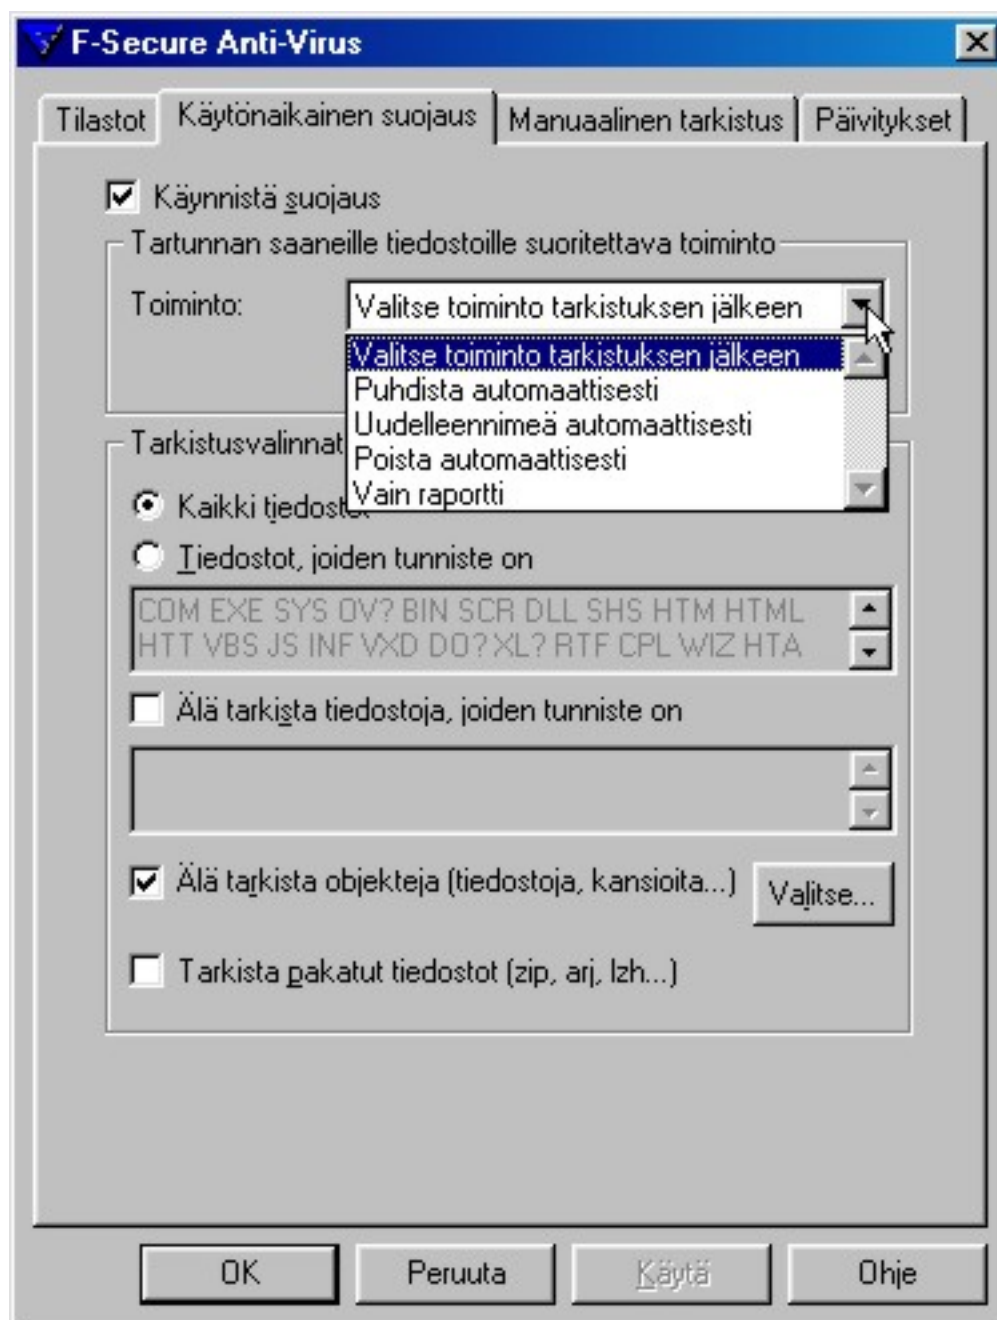 F-Secure Anti-Virus
Tilastot Käytönaikainen suojaus Manuaalinen tarkistus Päivitykset
Käynnistä suojaus
Tartunnan saaneille tiedostoille suoritettava toiminto
Toiminto: Valitse toiminto tarkistuksen jälkeen
Valitse toiminto tarkistuksen jälkeen
Puhdista automaattisesti
Uudelleennimeä automaattisesti
Poista automaattisesti
Vain raportti
Tarkistusvalinnat
Kaikki tiedostot
Tiedostot, joiden tunniste on
COM EXE SYS OV? BIN SCR DLL SHS HTM HTML
HTT VBS JS INF VXD DO? XL? RTF CPL WIZ HTA
Älä tarkista tiedostoja, joiden tunniste on
Älä tarkista objekteja (tiedostoja, kansioita...) Valitse...
Tarkista pakatut tiedostot (zip, arj, lzh...)
OK Peruuta Käytä Ohje